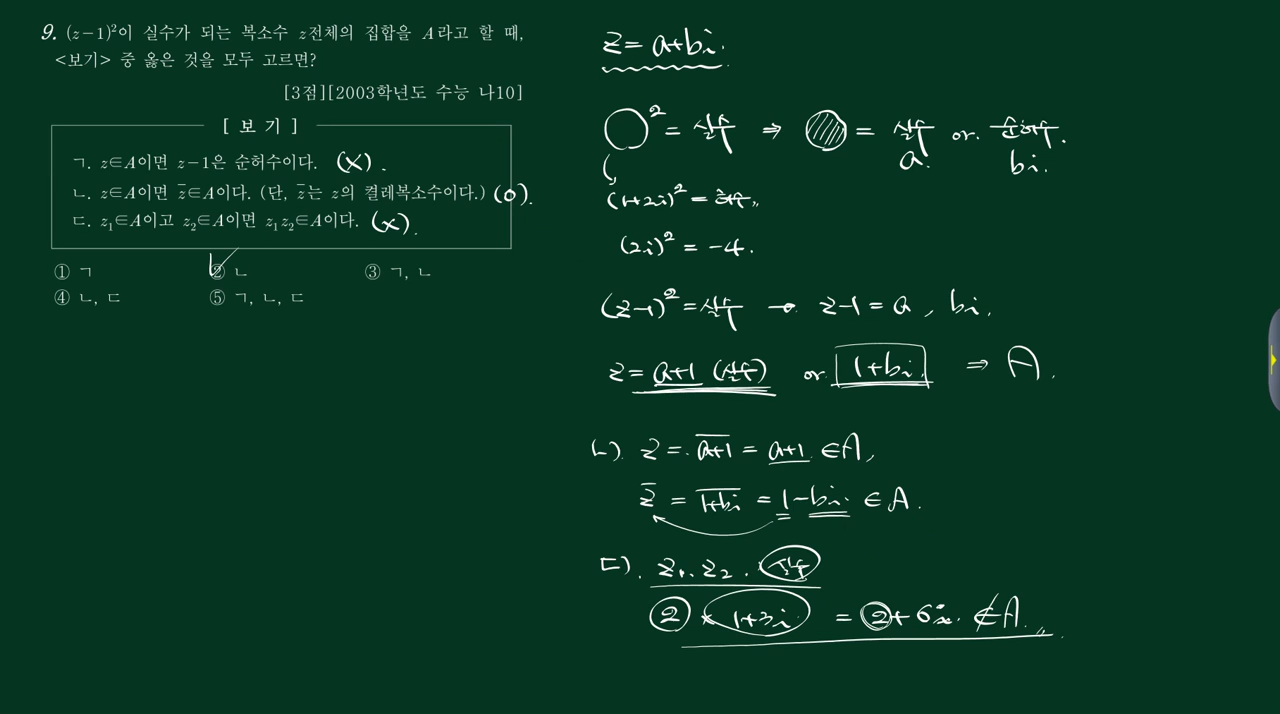 9. (z-1)²이 실수가 되는 복소수 z전체의 집합을 A라고 할 때,
<보기> 중 옳은 것을 모두 고르면?
[3점][2003학년도 수능 나10]
[ 보 기 ]
ㄱ. z∈A이면 z-1은 순허수이다. (x).
ㄴ. z∈A이면 z̅∈A이다. (단, z̅는 z의 켤레복소수이다.) (o).
ㄷ. z₁∈A이고 z₂∈A이면 z₁z₂∈A이다. (x).
① ㄱ ② ㄴ ③ ㄱ, ㄴ
④ ㄴ, ㄷ ⑤ ㄱ, ㄴ, ㄷ
z = a+bi.
○² = 실수 ⇒ ○ = 실수 or 순허수.
a. bi.
(1+2i)² = 허수,,
(2i)² = -4.
(z-1)² = 실수 → z-1 = a, bi.
z = a+1 (실수) or 1+bi ⇒ A.
ㄴ). z = \overline{a+1} = a+1 ∈A,
z̅ = \overline{1+bi} = 1-bi. ∈ A.
ㄷ). z₁. z₂. 실수
2 × 1+3i = 2+6i. ∉A.,,